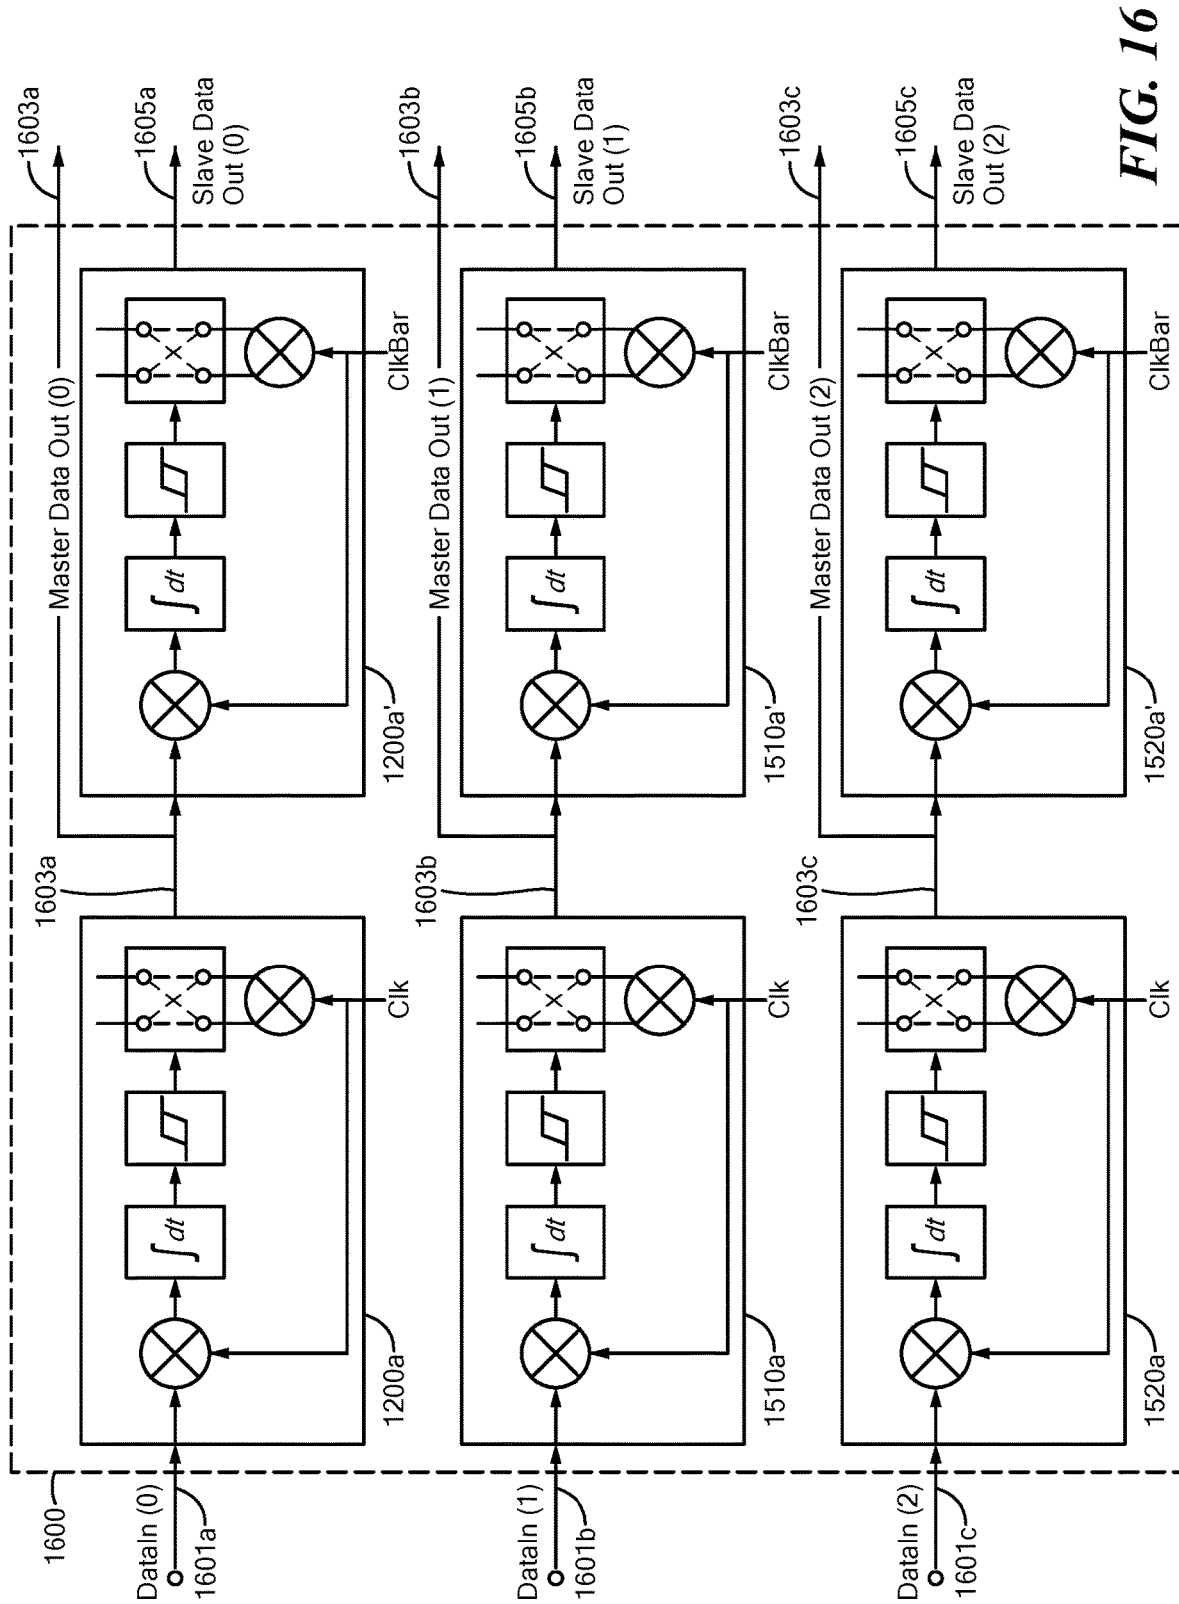 1603a
1603a
1600
Master Data Out (0)
DataIn (0)
1601a
∫ dt
∫ dt
1605a
Slave Data
Out (0)
1200a
Clk
1200a'
ClkBar
1603b
1603b
Master Data Out (1)
DataIn (1)
1601b
∫ dt
∫ dt
1605b
Slave Data
Out (1)
1510a
Clk
1510a'
ClkBar
1603c
1603c
Master Data Out (2)
DataIn (2)
1601c
∫ dt
∫ dt
1605c
Slave Data
Out (2)
1520a
Clk
1520a'
ClkBar
FIG. 16